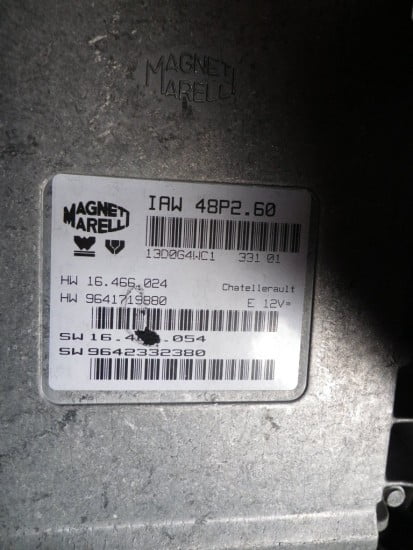 MAGNETI
MARELLI
MAGNETI
MARELLI
IAW 48P2.60
13D0G4WC1 331 01
HW 16.466.024 Chatellerault
HW 9641719880 E 12V=
SW 9642332380